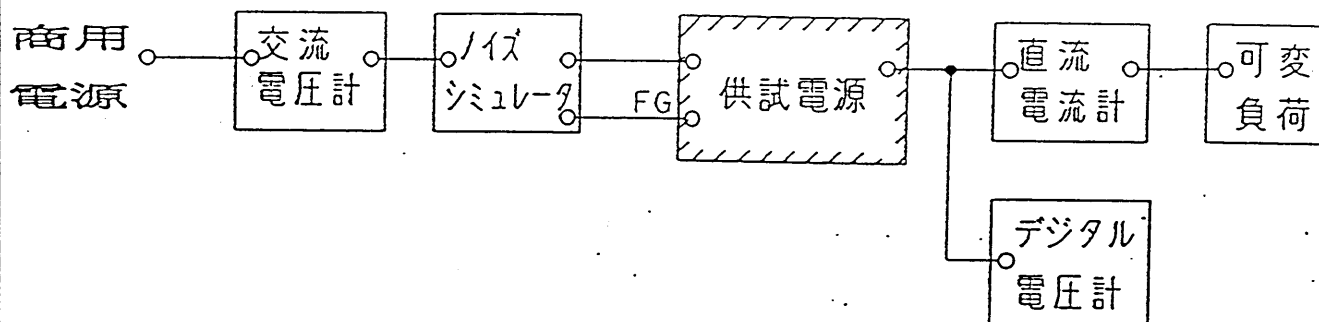 商用
電源
交流
電圧計
ノイズ
シミュレータ
FG
供試電源
直流
電流計
可変
負荷
デジタル
電圧計